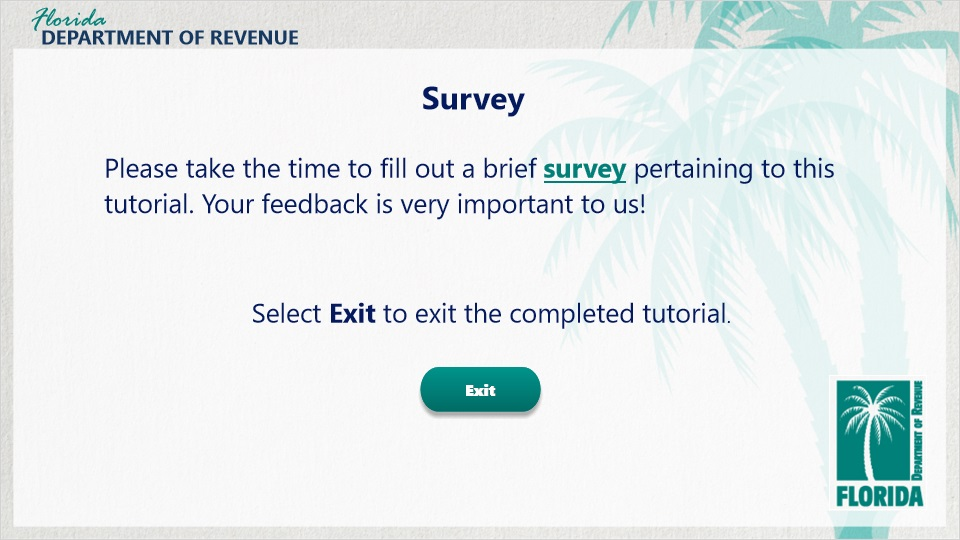 Florida
DEPARTMENT OF REVENUE
Survey
Please take the time to fill out a brief survey pertaining to this
tutorial. Your feedback is very important to us!
Select Exit to exit the completed tutorial.
Exit
DEPARTMENT OF REVENUE
FLORIDA